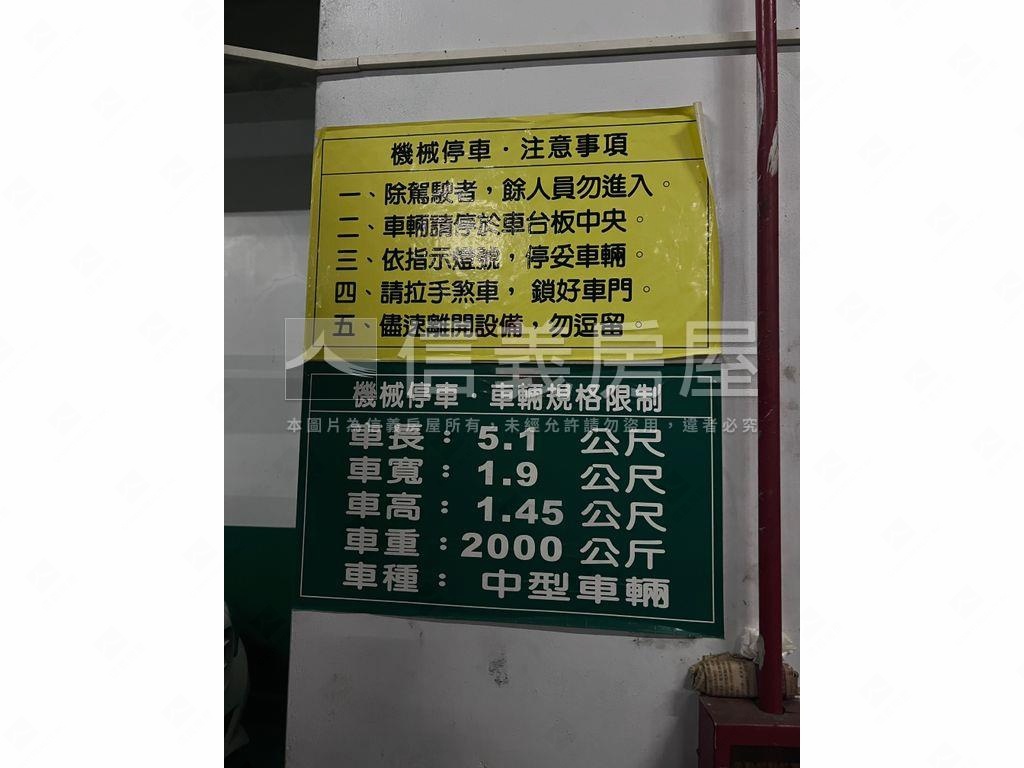 機械停車・注意事項
一、除駕駛者，餘人員勿進入。
二、車輛請停於車台板中央。
三、依指示燈號，停妥車輛。
四、請拉手煞車， 鎖好車門。
五、儘速離開設備，勿逗留。
信義房屋
機械停車・車輛規格限制
本圖片為信義房屋所有，未經允許請勿盜用，違者必究
車長： 5.1 公尺
車寬： 1.9 公尺
車高： 1.45 公尺
車重：2000 公斤
車種： 中型車輛